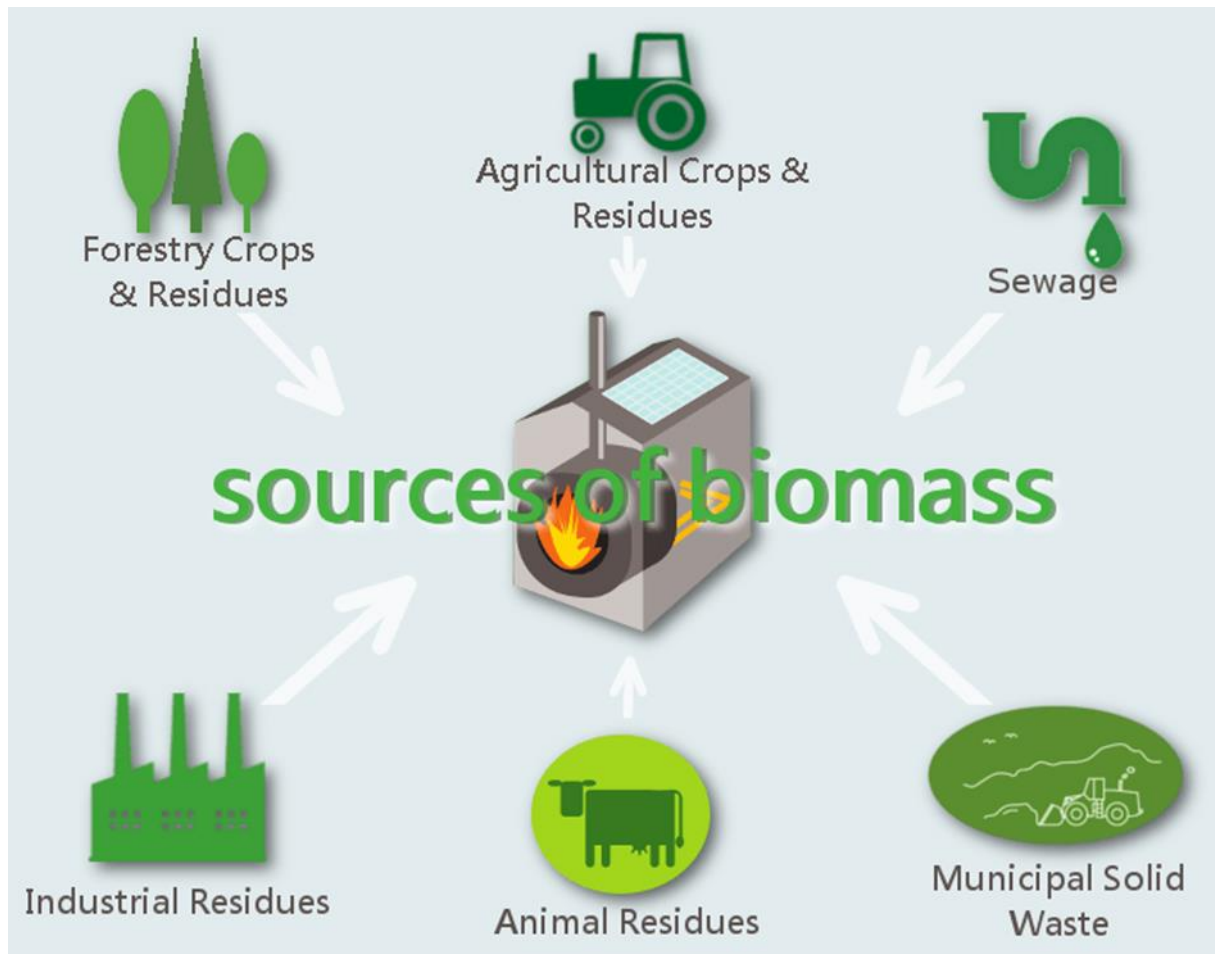 Agricultural Crops &
Residues
Forestry Crops
& Residues
Sewage
sources of biomass
Industrial Residues
Animal Residues
Municipal Solid
Waste